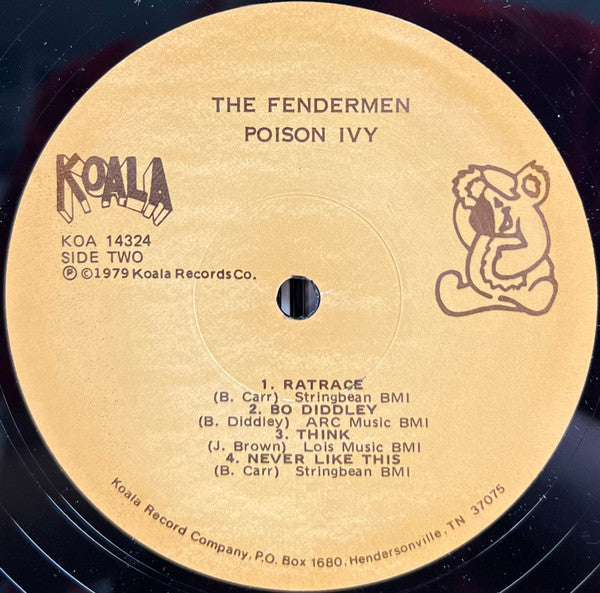 THE FENDERMEN
POISON IVY
KOALA
KOA 14324
SIDE TWO
Ⓟ ©1979 Koala Records Co.
1. RATRACE
(B. Carr) Stringbean BMI
2. BO DIDDLEY
(B. Diddley) ARC Music BMI
3. THINK
(J. Brown) Lois Music BMI
4. NEVER LIKE THIS
(B. Carr) Stringbean BMI
Koala Record Company, P.O. Box 1680, Hendersonville, TN 37075